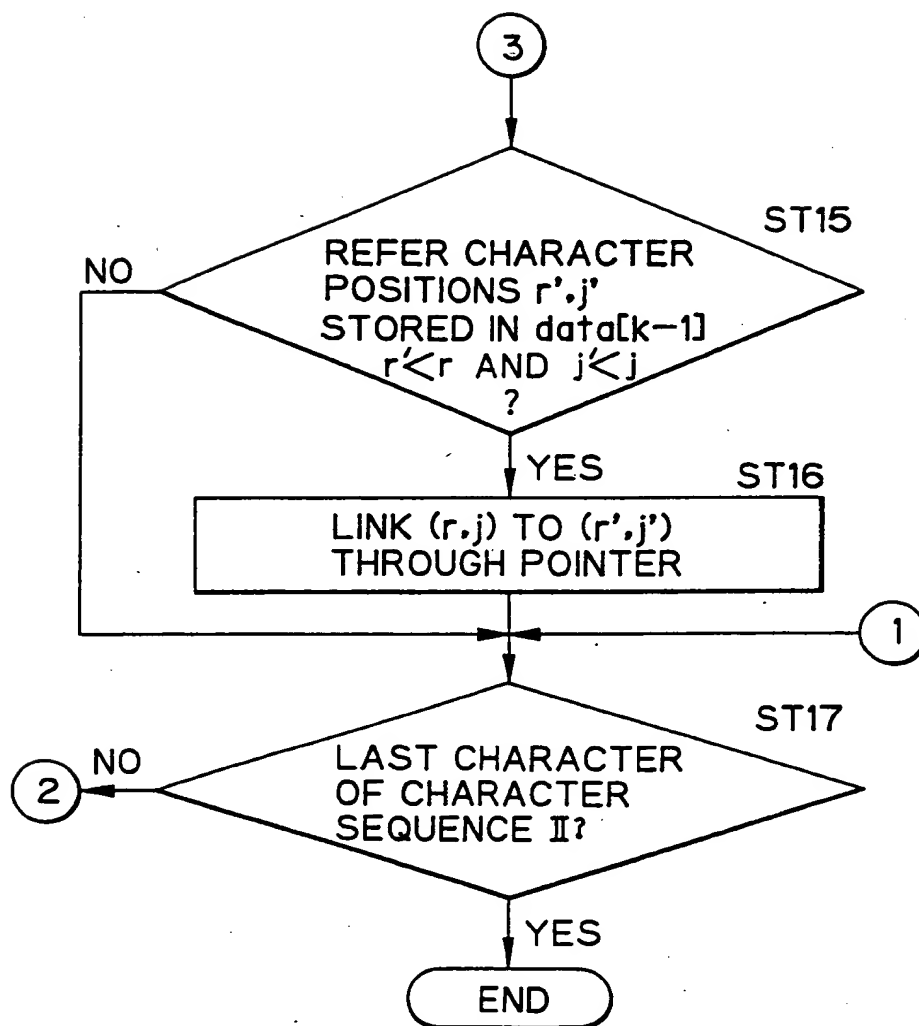 3
ST15
NO
REFER CHARACTER
POSITIONS r',j'
STORED IN data[k-1]
r'<r AND j'<j
?
YES
ST16
LINK (r,j) TO (r',j')
THROUGH POINTER
1
ST17
NO
2
LAST CHARACTER
OF CHARACTER
SEQUENCE II?
YES
END